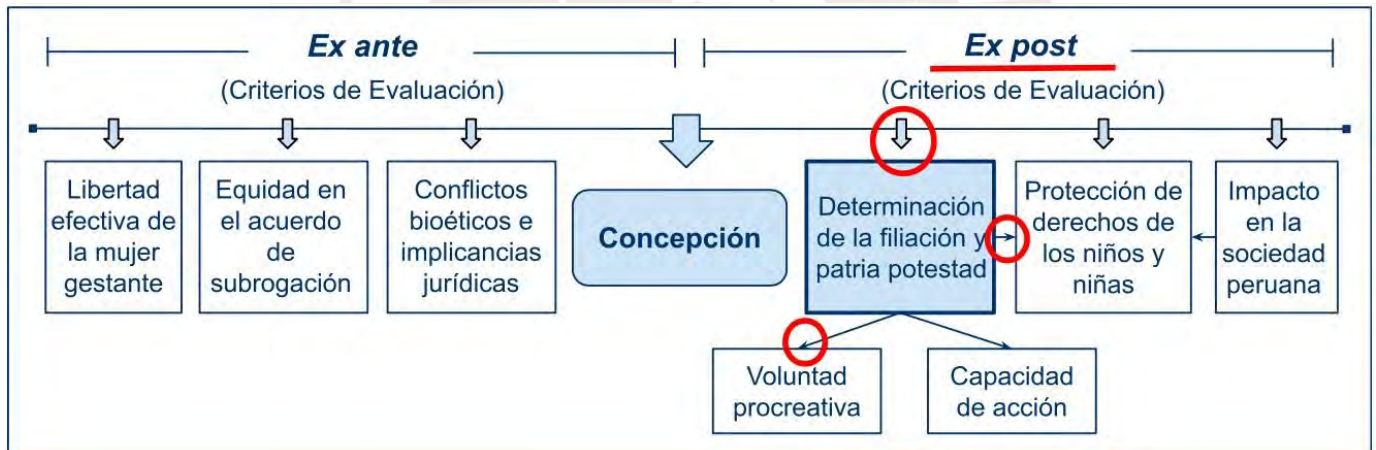 Ex ante
Ex post
(Criterios de Evaluación)
(Criterios de Evaluación)
Libertad
efectiva de
la mujer
gestante
Equidad en
el acuerdo
de
subrogación
Conflictos
bioéticos e
implicancias
jurídicas
Concepción
Determinación
de la filiación y
patria potestad
Protección de
derechos de
los niños y
niñas
Impacto
en la
sociedad
peruana
Voluntad
procreativa
Capacidad
de acción